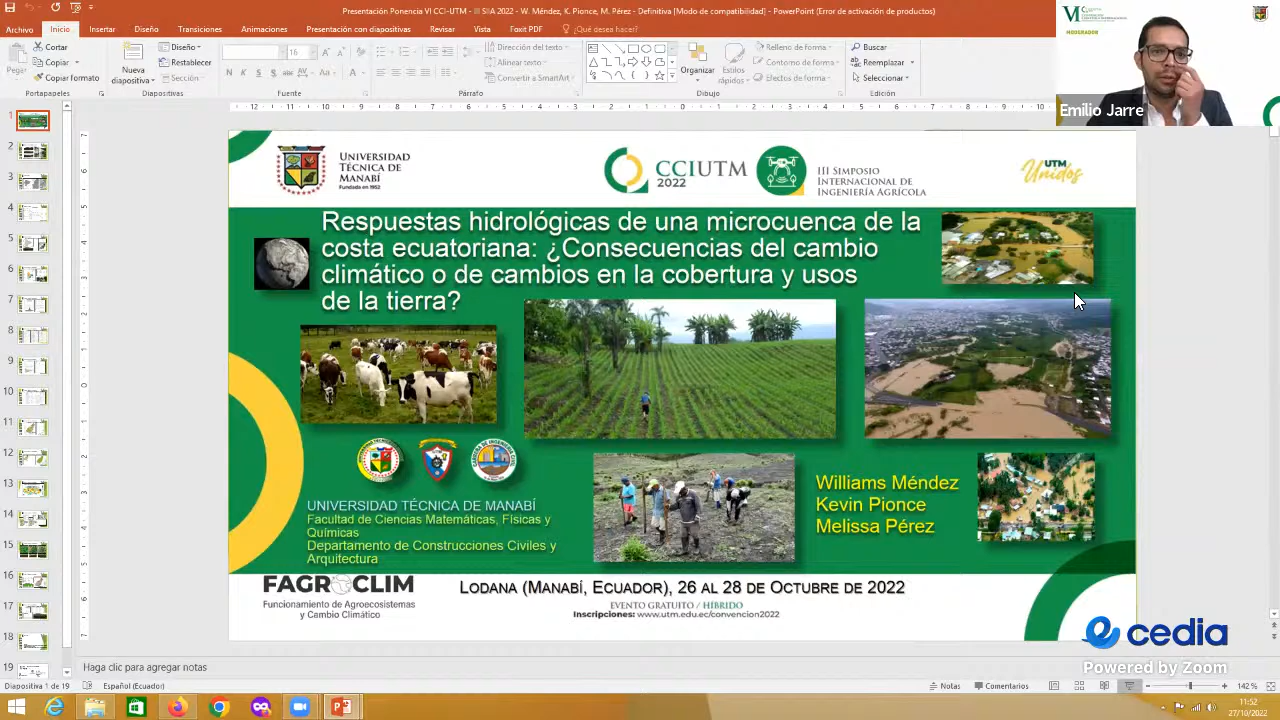 Presentación Ponencia VI CCI-UTM - III SIIA 2022 - W. Méndez, K. Pionce, M. Pérez - Definitiva [Modo de compatibilidad] - PowerPoint (Error de activación de productos)
Archivo Inicio Insertar Diseño Transiciones Animaciones Presentación con diapositivas Revisar Vista Foxit PDF ¿Qué desea hacer?
Cortar
Copiar
Copiar formato
Portapapeles
Nueva diapositiva
Diseño
Restablecer
Diapositivas
16
N K S
Fuente
Alinear texto
Convertir a SmartArt
Párrafo
Organizar
Estilos rápidos
Relleno de forma
Contorno de forma
Efectos de forma
Dibujo
Buscar
Reemplazar
Seleccionar
Edición
MODERADOR
Emilio Jarre
UNIVERSIDAD
TÉCNICA DE
MANABÍ
Fundada en 1952
CCIUTM
2022
III SIMPOSIO
INTERNACIONAL DE
INGENIERÍA AGRÍCOLA
UTM
Unidos
Respuestas hidrológicas de una microcuenca de la
costa ecuatoriana: ¿Consecuencias del cambio
climático o de cambios en la cobertura y usos
de la tierra?
Williams Méndez
Kevin Pionce
Melissa Pérez
UNIVERSIDAD TÉCNICA DE MANABÍ
Facultad de Ciencias Matemáticas, Físicas y
Químicas
Departamento de Construcciones Civiles y
Arquitectura
FAGROCLIM
Funcionamiento de Agroecosistemas
y Cambio Climático
LODANA (MANABÍ, ECUADOR), 26 AL 28 DE OCTUBRE DE 2022
EVENTO GRATUITO / HÍBRIDO
Inscripciones: www.utm.edu.ec/convencion2022
cedia
Powered by Zoom
Haga clic para agregar notas
Diapositiva 1 de 19 Español (Ecuador) Notas Comentarios 142 %
11:52
27/10/2022